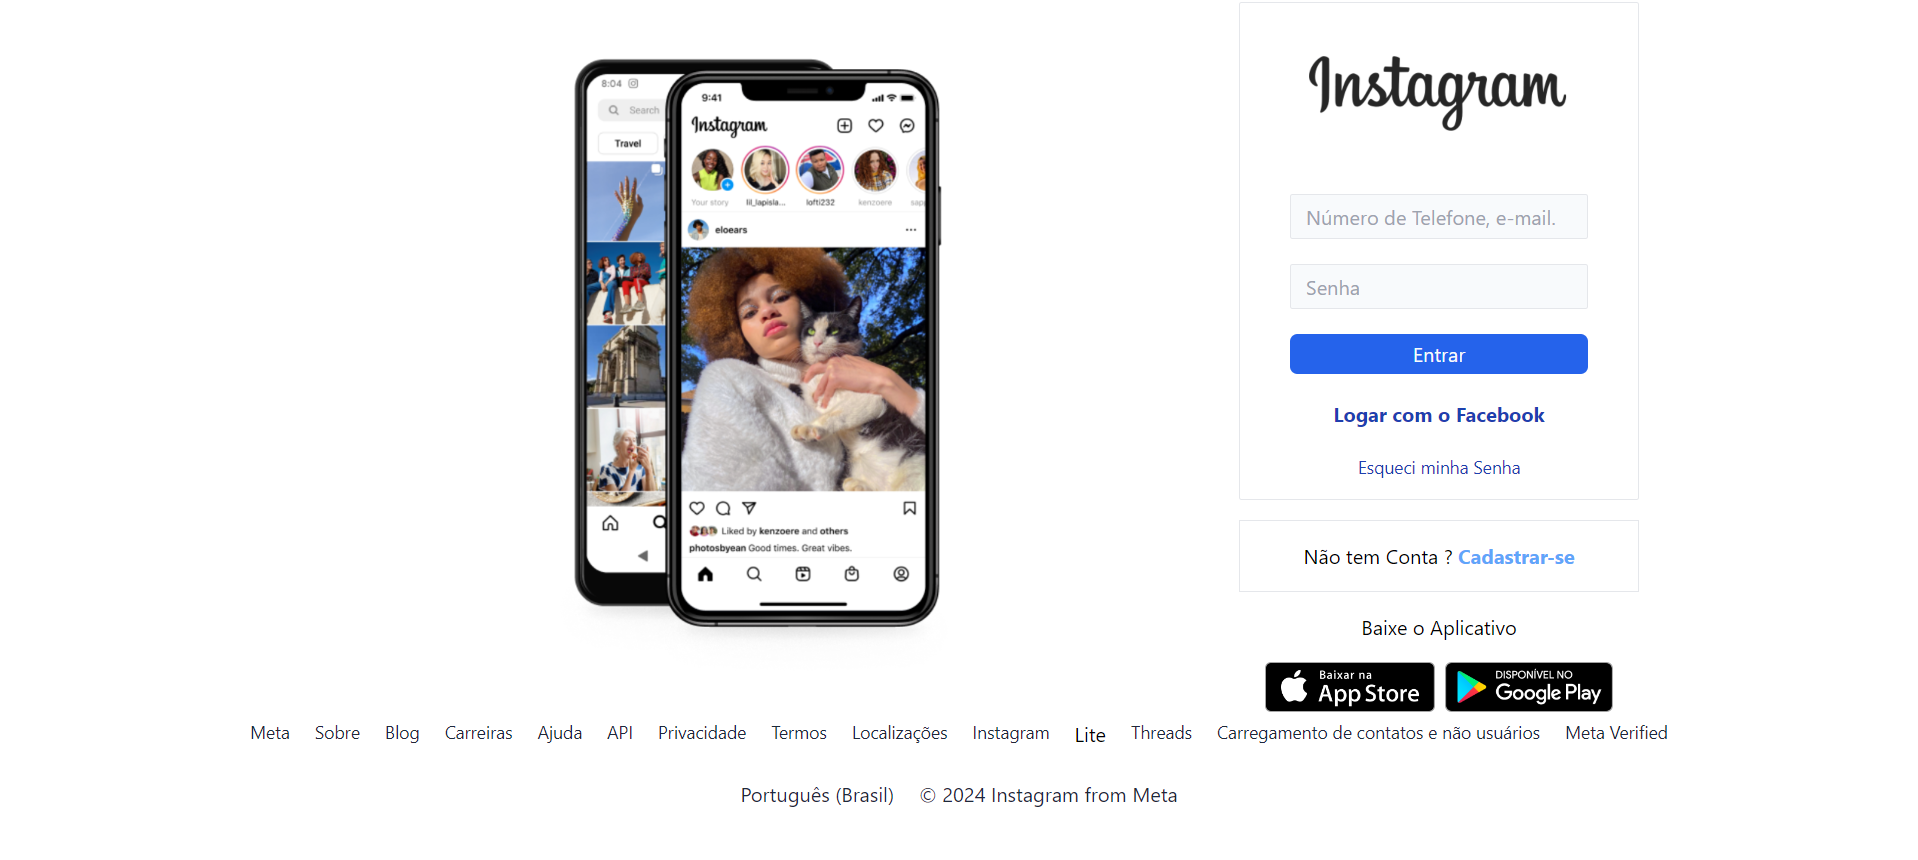 8:04
Search
Travel
9:41
Instagram
Your story
lil_lapisla...
lofti232
kenzoere
sap
eloears
Liked by kenzoere and others
photosbyean Good times. Great vibes.
Instagram
Número de Telefone, e-mail.
Senha
Entrar
Logar com o Facebook
Esqueci minha Senha
Não tem Conta ? Cadastrar-se
Baixe o Aplicativo
Baixar na
App Store
DISPONÍVEL NO
Google Play
Meta Sobre Blog Carreiras Ajuda API Privacidade Termos Localizações Instagram Lite Threads Carregamento de contatos e não usuários Meta Verified
Português (Brasil) © 2024 Instagram from Meta